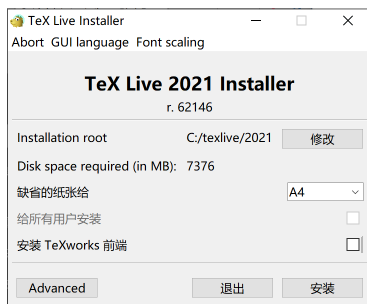 TeX Live Installer
Abort GUI language Font scaling
TeX Live 2021 Installer
r. 62146
Installation root C:/texlive/2021 修改
Disk space required (in MB): 7376
缺省的纸张给 A4
给所有用户安装
安装 TeXworks 前端
Advanced 退出 安装